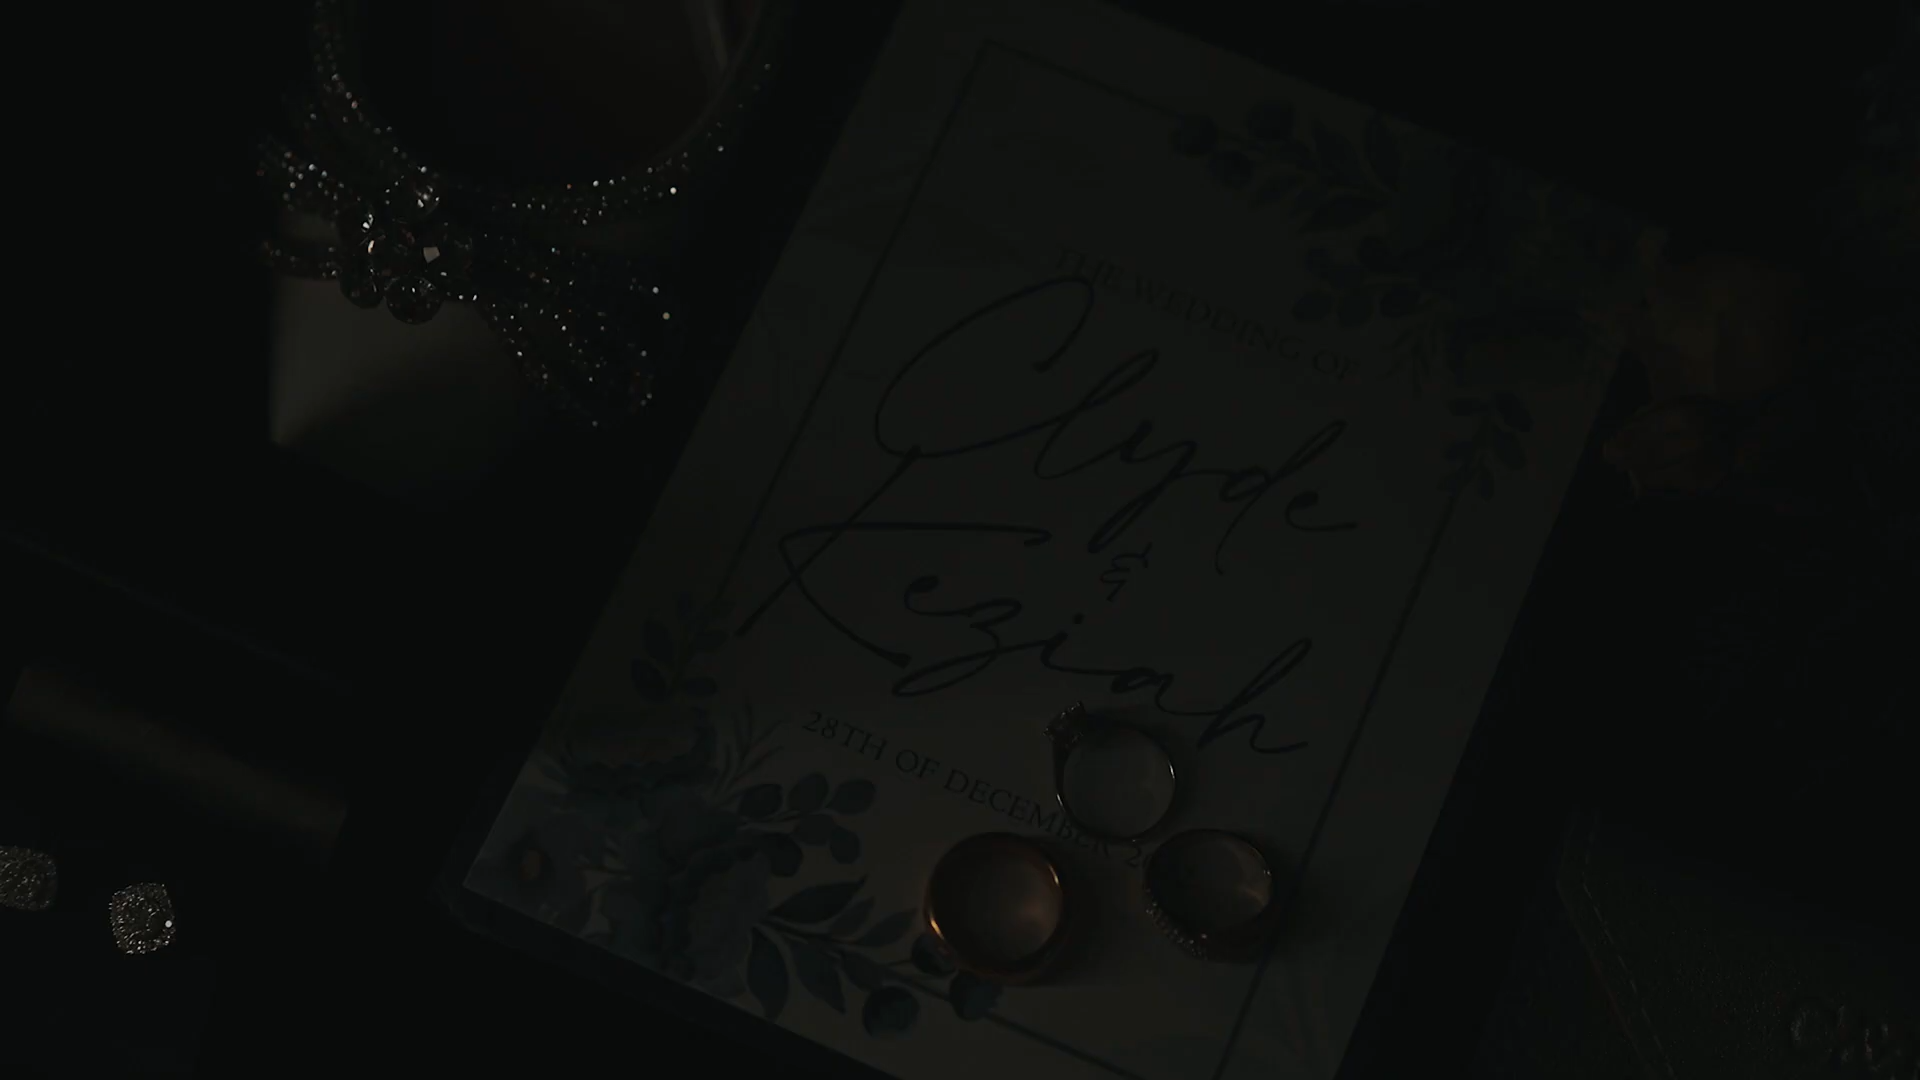 THE WEDDING OF
Clyde
&
Keziah
28TH OF DECEMBER